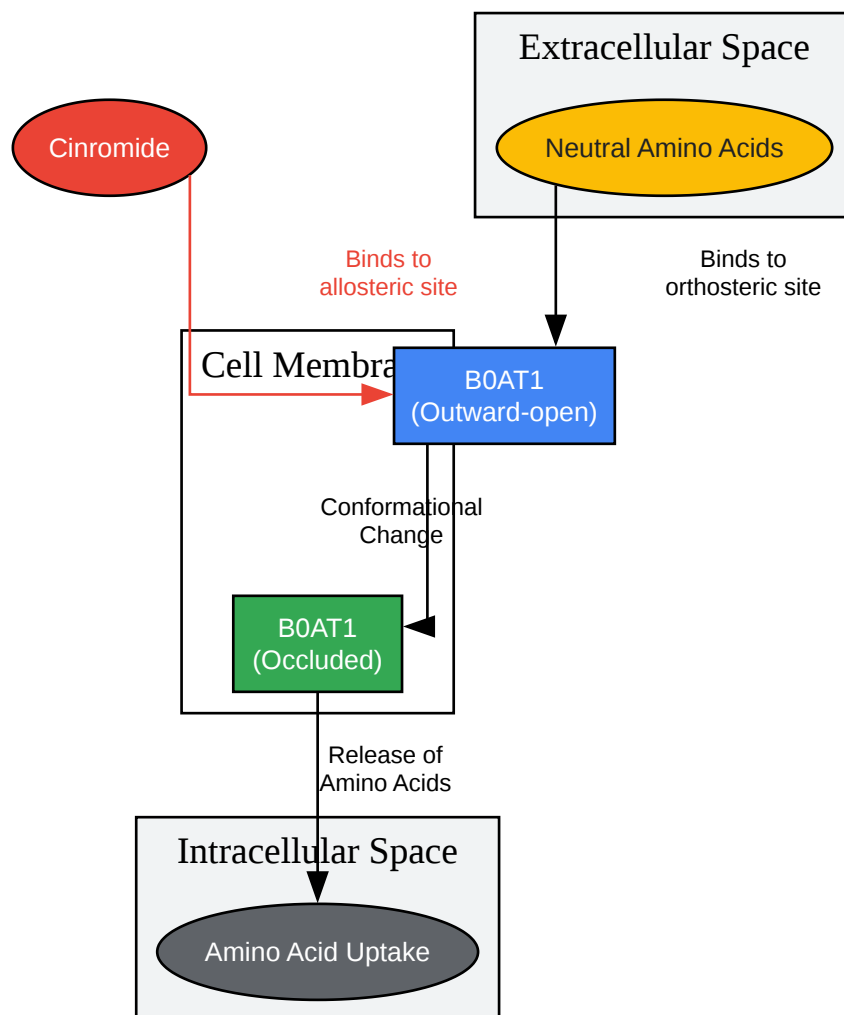 Extracellular Space
Cinromide
Neutral Amino Acids
Binds to
allosteric site
Binds to
orthosteric site
Cell Membra
B0AT1
(Outward-open)
Conformational
Change
B0AT1
(Occluded)
Release of
Amino Acids
Intracellular Space
Amino Acid Uptake